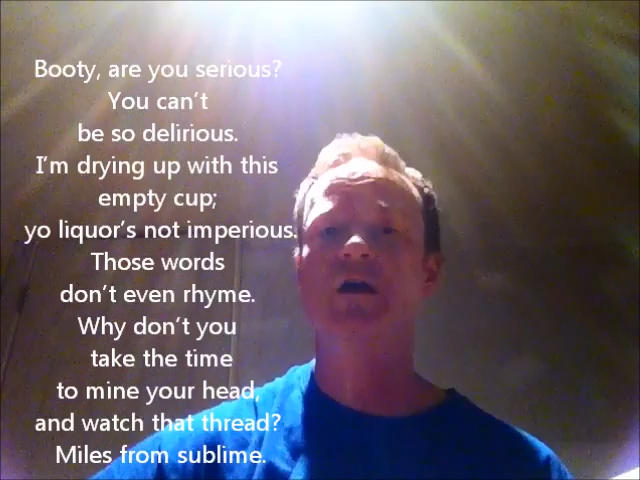 Booty, are you serious?
You can't
be so delirious.
I'm drying up with this
empty cup;
yo liquor's not imperious.
Those words
don't even rhyme.
Why don't you
take the time
to mine your head,
and watch that thread?
Miles from sublime.